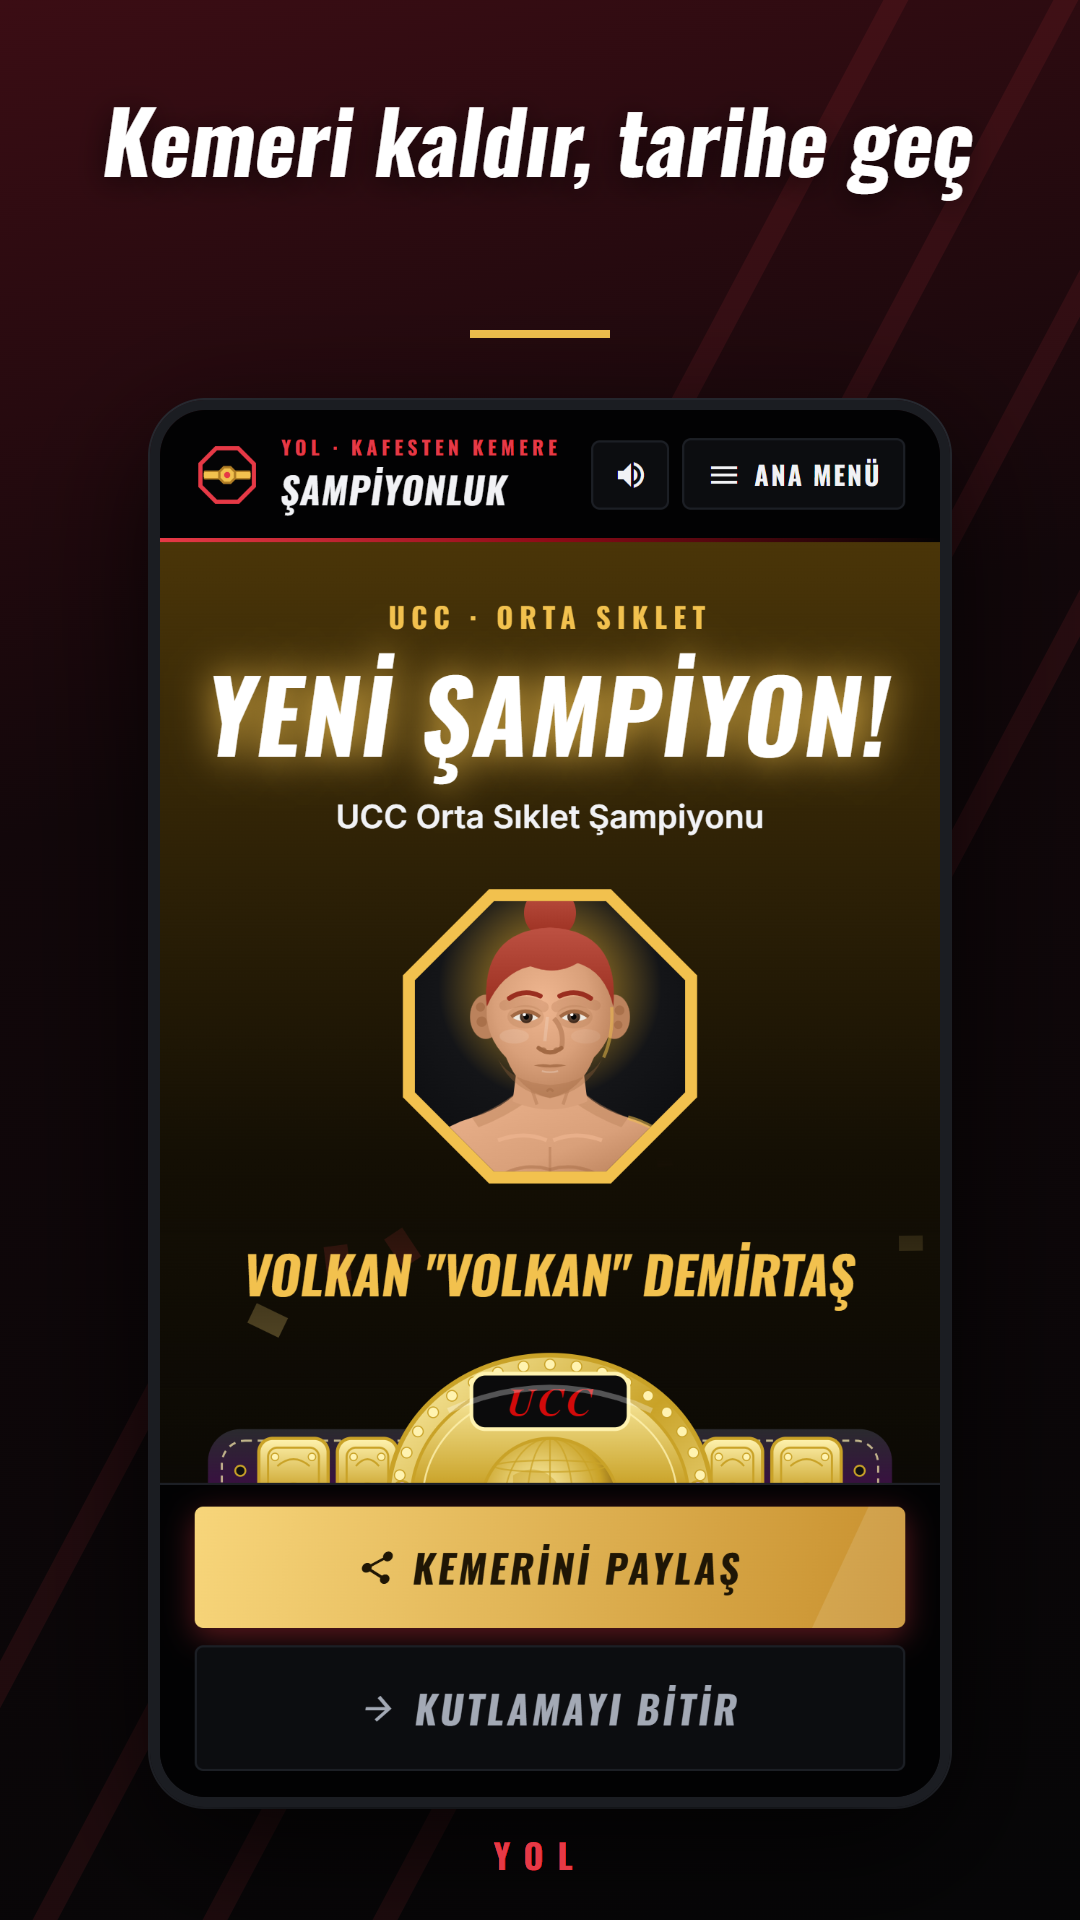 Kemeri kaldır, tarihe geç
YOL · KAFESTEN KEMERE
ŞAMPİYONLUK
ANA MENÜ
UCC · ORTA SIKLET
YENİ ŞAMPİYON!
UCC Orta Sıklet Şampiyonu
VOLKAN "VOLKAN" DEMİRTAŞ
UCC
KEMERİNİ PAYLAŞ
KUTLAMAYI BİTİR
YOL